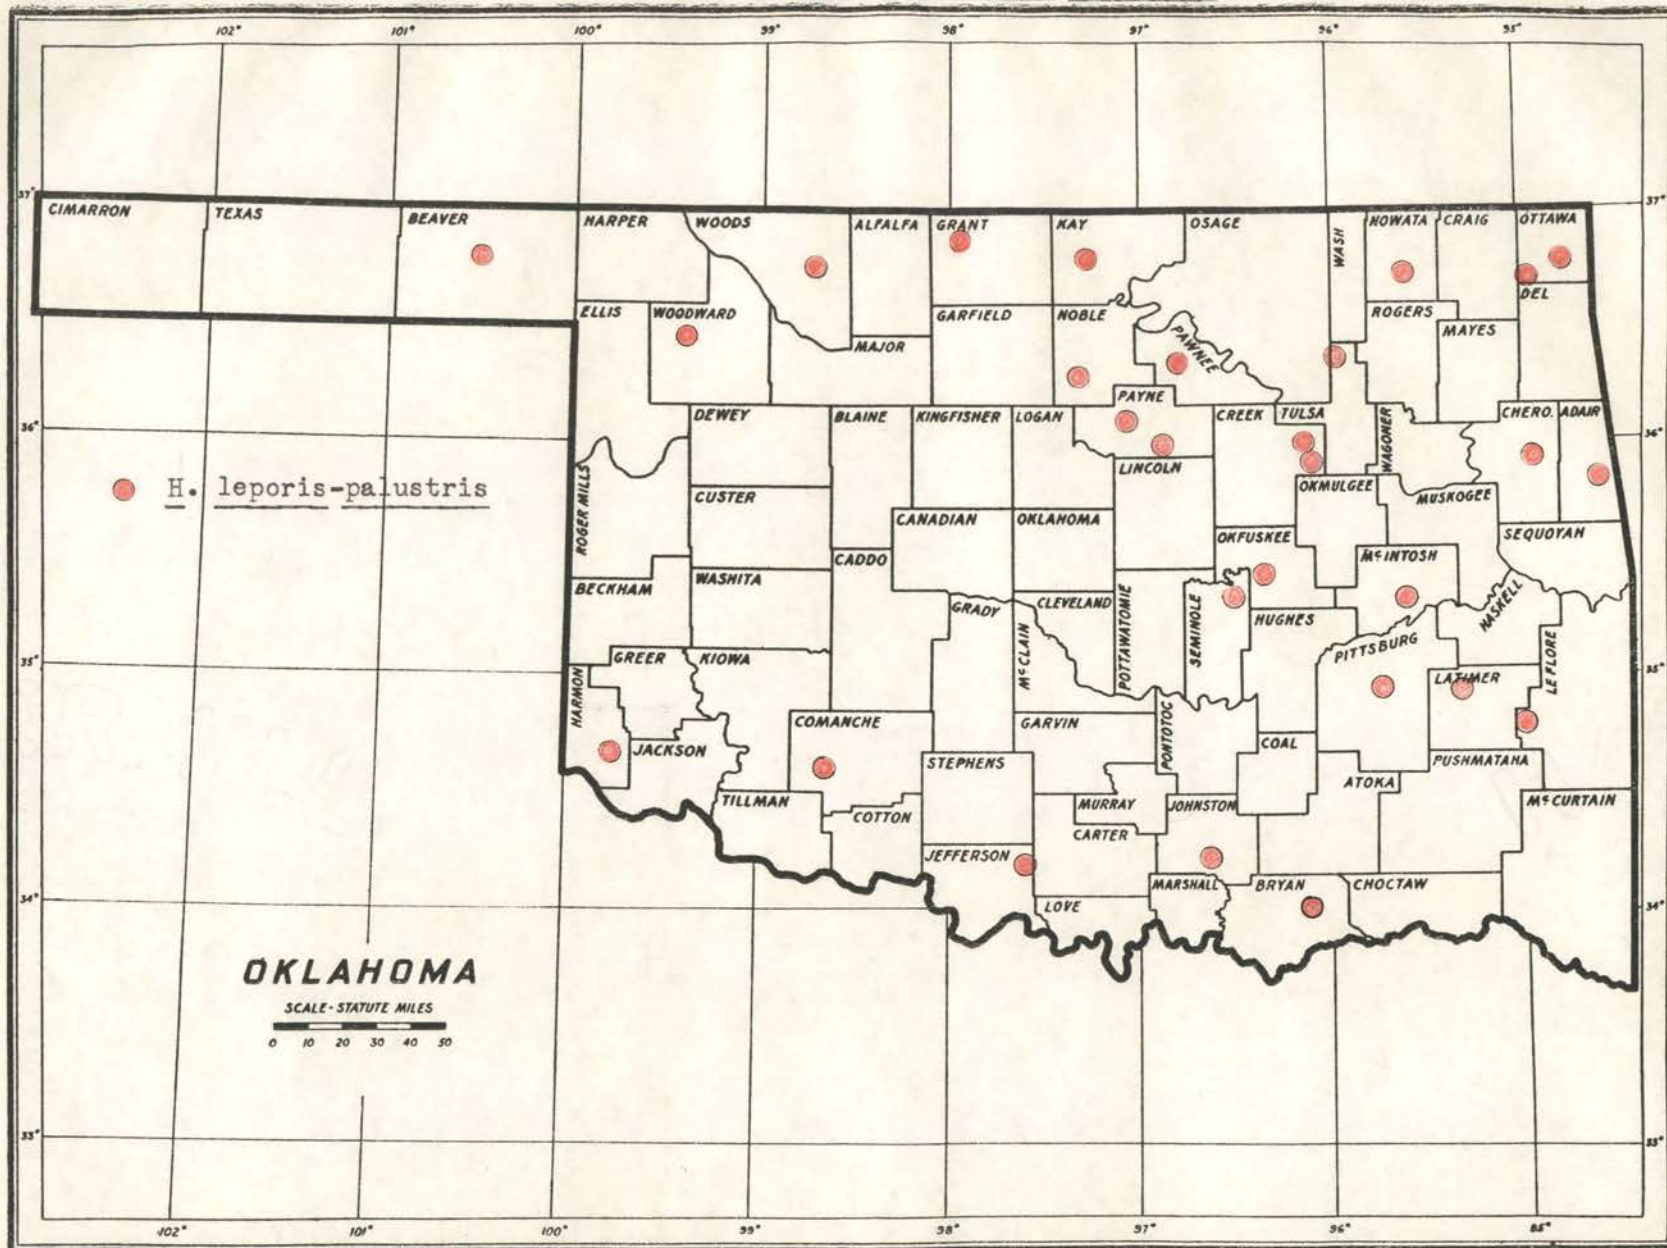 102° 101° 100° 99° 98° 97° 96° 95°
37° 37°
CIMARRON TEXAS BEAVER HARPER WOODS ALFALFA GRANT KAY OSAGE WASH NOWATA CRAIG OTTAWA
ELLIS WOODWARD MAJOR GARFIELD NOBLE PAWNEE ROGERS MAYES DEL
DEWEY BLAINE KINGFISHER LOGAN PAYNE CREEK TULSA WAGONER CHERO. ADAIR
36° 36°
H. leporis-palustris
ROGER MILLS CUSTER CANADIAN OKLAHOMA LINCOLN OKMULGEE MUSKOGEE
OKFUSKEE McINTOSH SEQUOYAH
BECKHAM WASHITA CADDO GRADY CLEVELAND POTTAWATOMIE SEMINOLE HUGHES HASKELL
35° 35°
HARMON GREER KIOWA McCLAIN PITTSBURG LATIMER LE FLORE
JACKSON COMANCHE STEPHENS GARVIN PONTOTOC COAL PUSHMATAHA
TILLMAN COTTON MURRAY JOHNSTON ATOKA McCURTAIN
JEFFERSON CARTER MARSHALL BRYAN CHOCTAW
34° LOVE 34°
OKLAHOMA
SCALE - STATUTE MILES
0 10 20 30 40 50
33° 33°
102° 101° 100° 99° 98° 97° 96° 95°